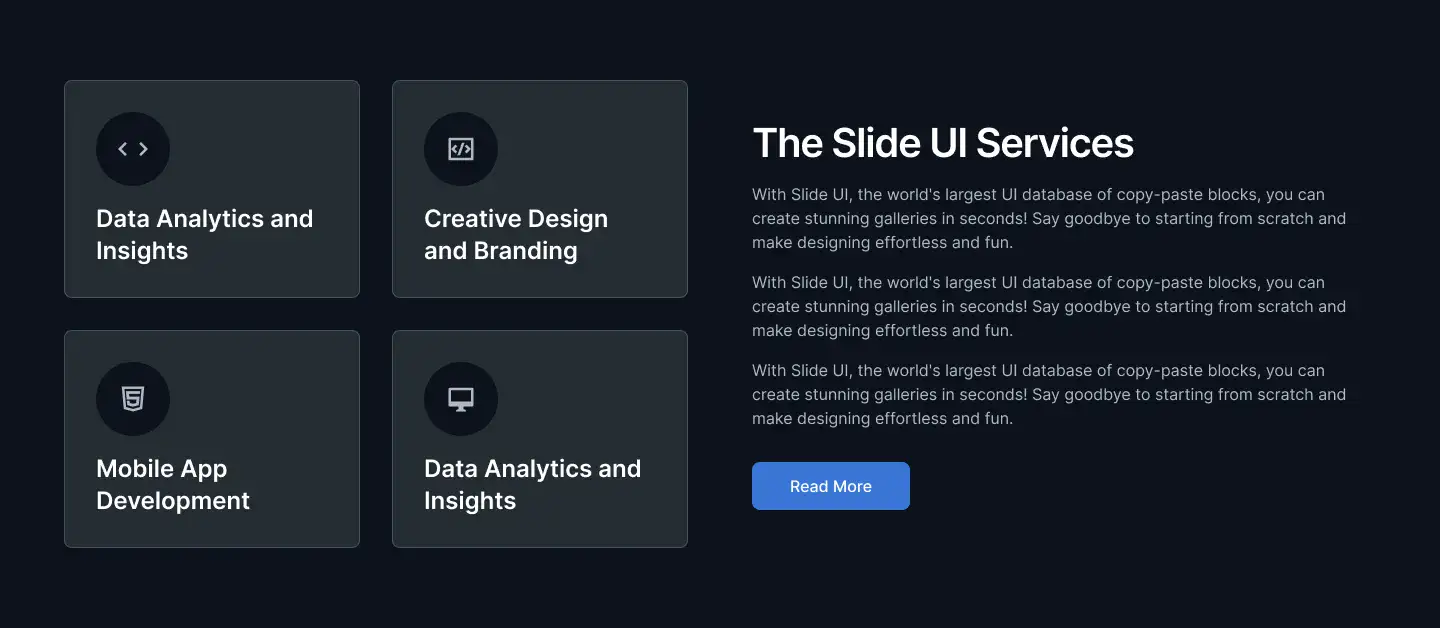 Data Analytics and
Insights
Creative Design
and Branding
Mobile App
Development
Data Analytics and
Insights
The Slide UI Services
With Slide UI, the world's largest UI database of copy-paste blocks, you can
create stunning galleries in seconds! Say goodbye to starting from scratch and
make designing effortless and fun.
With Slide UI, the world's largest UI database of copy-paste blocks, you can
create stunning galleries in seconds! Say goodbye to starting from scratch and
make designing effortless and fun.
With Slide UI, the world's largest UI database of copy-paste blocks, you can
create stunning galleries in seconds! Say goodbye to starting from scratch and
make designing effortless and fun.
Read More